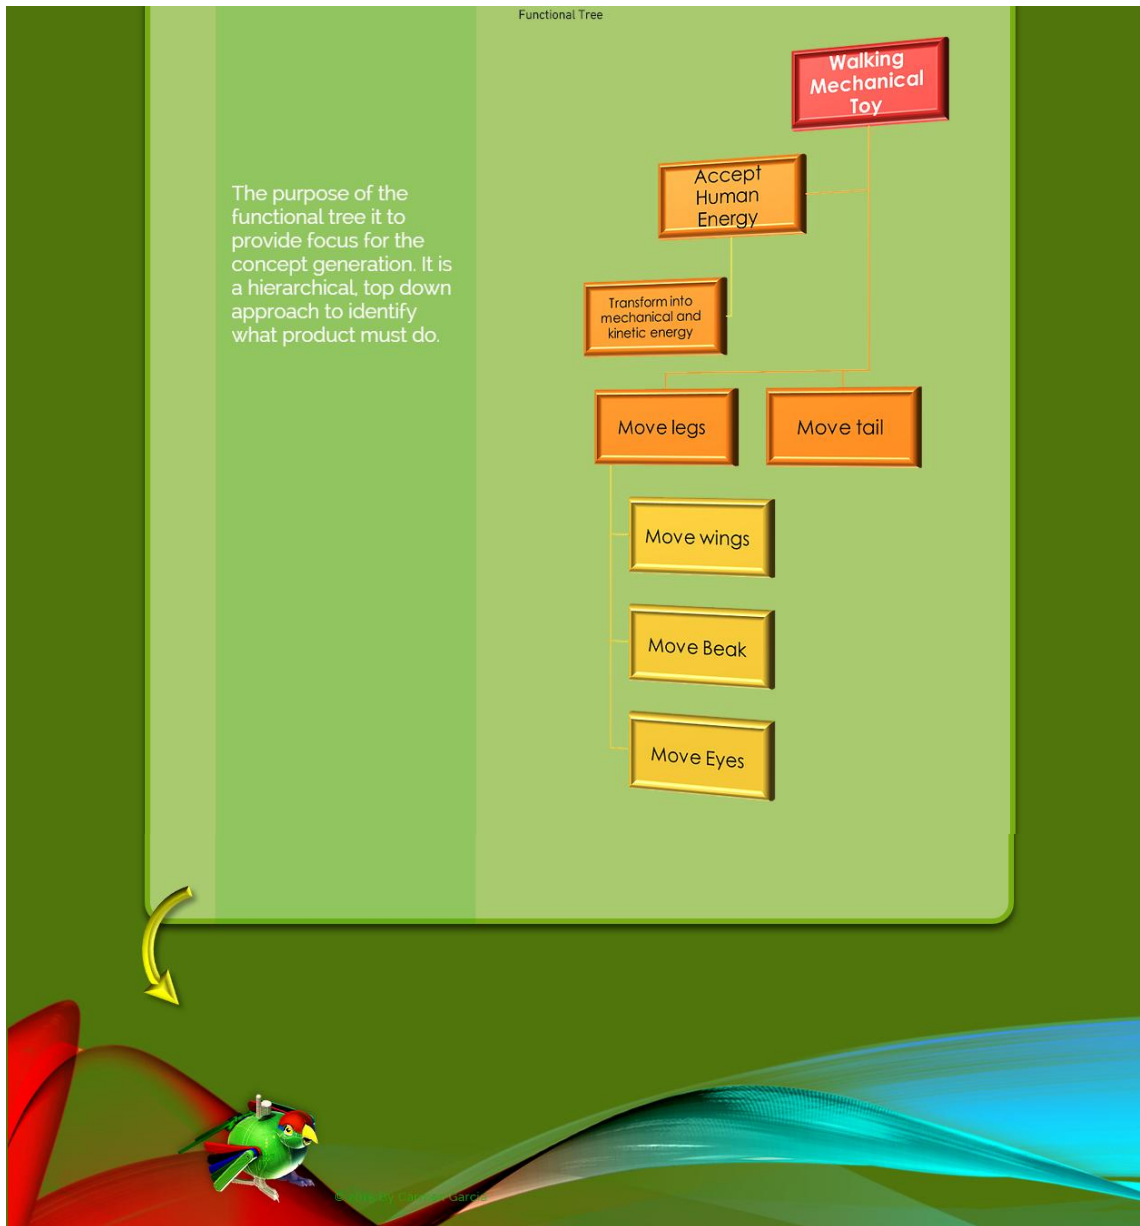 Functional Tree
Walking
Mechanical
Toy
Accept
Human
Energy
The purpose of the
functional tree it to
provide focus for the
concept generation. It is
a hierarchical, top down
approach to identify
what product must do.
Transform into
mechanical and
kinetic energy
Move legs
Move tail
Move wings
Move Beak
Move Eyes
by Garcia